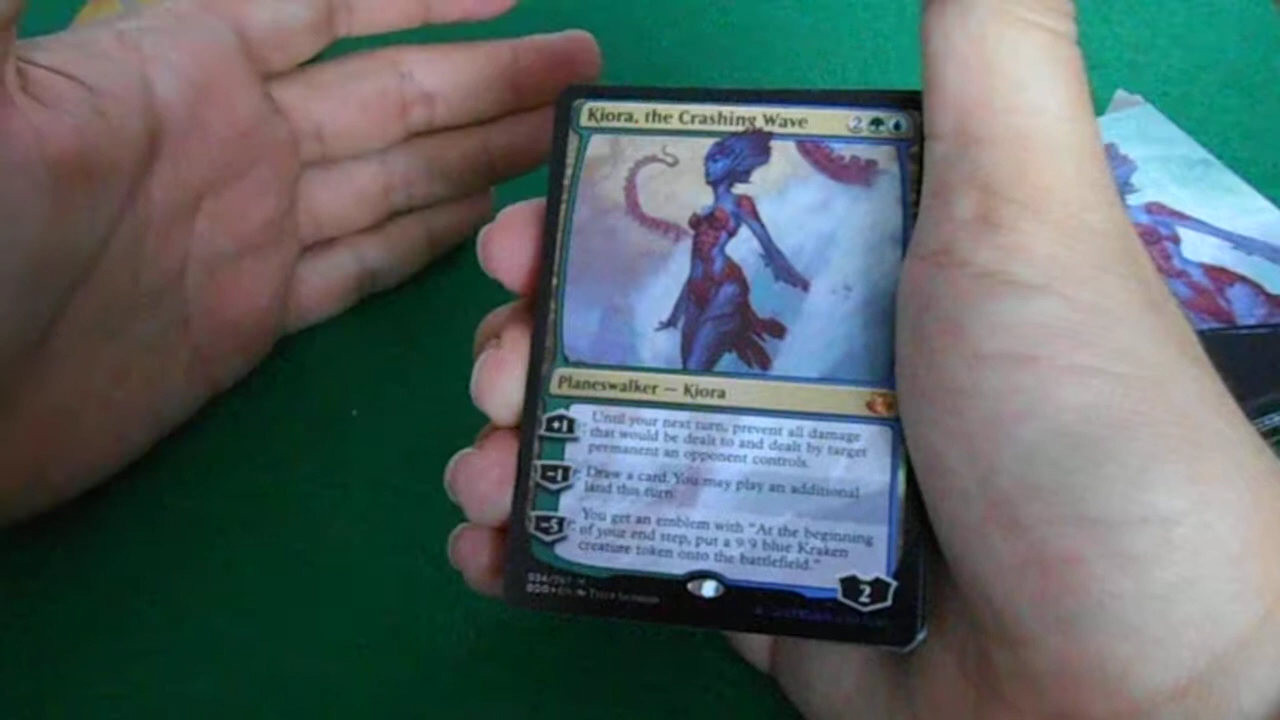 Kiora, the Crashing Wave 2
Planeswalker — Kiora
+1: Until your next turn, prevent all damage
that would be dealt to and dealt by target
permanent an opponent controls.
-1: Draw a card. You may play an additional
land this turn.
-5: You get an emblem with "At the beginning
of your end step, put a 9/9 blue Kraken
creature token onto the battlefield."
2